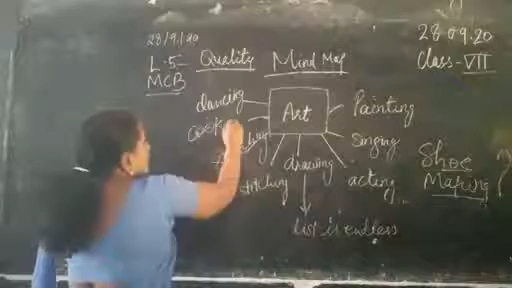 28/9/20
28 09.20
L-5- Quality Mind Map
Class-VII
MCB
dancing
Art
Painting
Singing
drawing
acting
Shoe
Making ?
list is endless